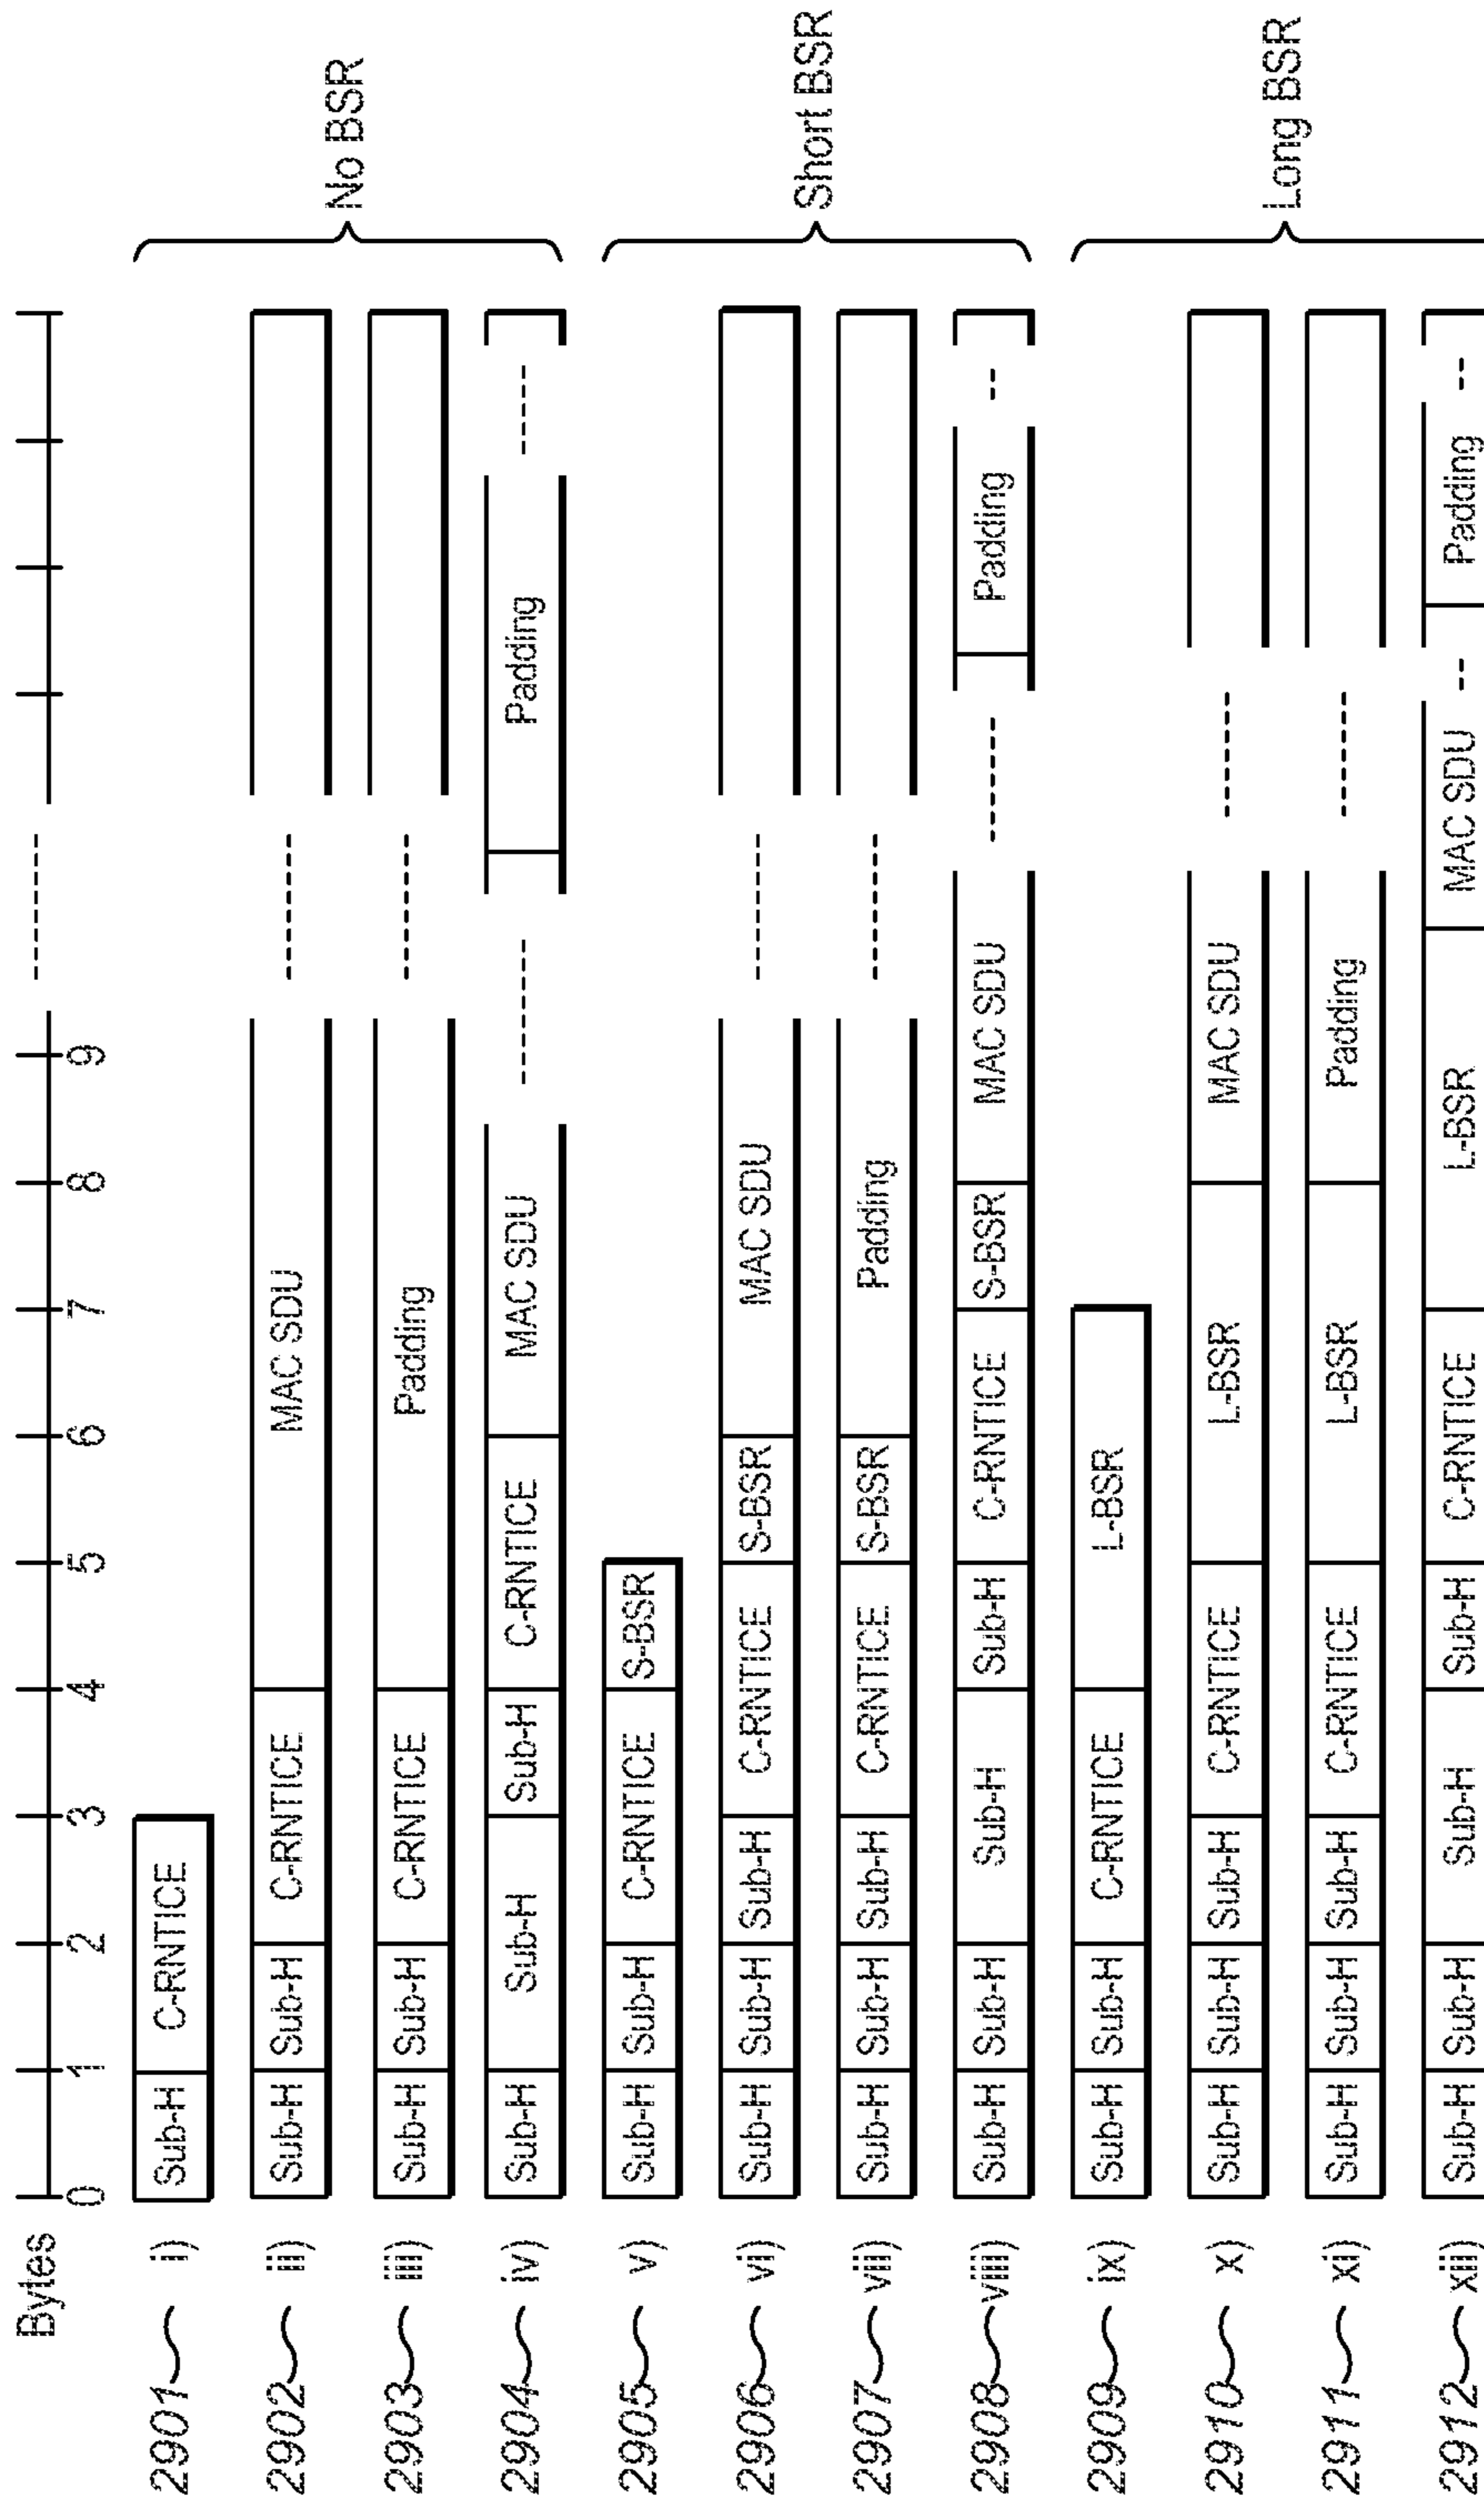 Bytes 0 1 2 3 4 5 6 7 8 9
2901 i) Sub-H C-RNTICE
2902 ii) Sub-H Sub-H C-RNTICE MAC SDU
2903 iii) Sub-H Sub-H C-RNTICE Padding
2904 iv) Sub-H Sub-H Sub-H C-RNTICE MAC SDU Padding
No BSR
2905 v) Sub-H Sub-H C-RNTICE S-BSR
2906 vi) Sub-H Sub-H Sub-H C-RNTICE S-BSR MAC SDU
2907 vii) Sub-H Sub-H Sub-H C-RNTICE S-BSR Padding
2908 viii) Sub-H Sub-H Sub-H Sub-H C-RNTICE S-BSR MAC SDU Padding
Short BSR
2909 ix) Sub-H Sub-H C-RNTICE L-BSR
2910 x) Sub-H Sub-H Sub-H C-RNTICE L-BSR MAC SDU
2911 xi) Sub-H Sub-H Sub-H C-RNTICE L-BSR Padding
2912 xii) Sub-H Sub-H Sub-H Sub-H C-RNTICE L-BSR MAC SDU Padding
Long BSR